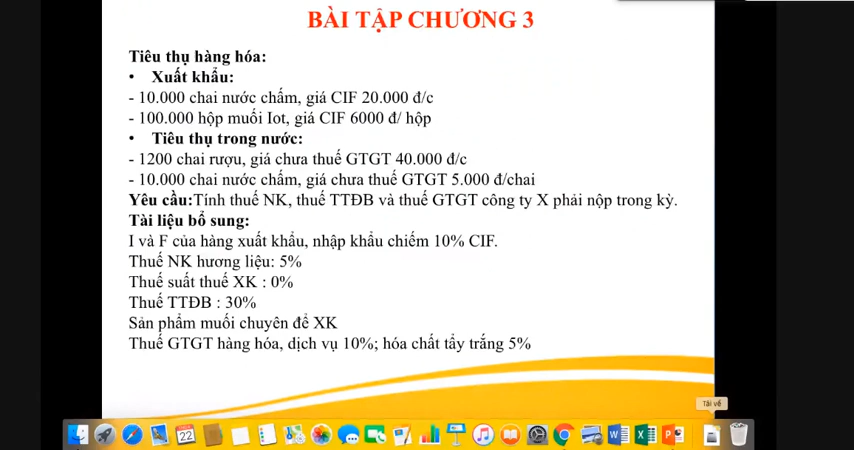 BÀI TẬP CHƯƠNG 3
Tiêu thụ hàng hóa:
• Xuất khẩu:
- 10.000 chai nước chấm, giá CIF 20.000 đ/c
- 100.000 hộp muối Iot, giá CIF 6000 đ/ hộp
• Tiêu thụ trong nước:
- 1200 chai rượu, giá chưa thuế GTGT 40.000 đ/c
- 10.000 chai nước chấm, giá chưa thuế GTGT 5.000 đ/chai
Yêu cầu:Tính thuế NK, thuế TTĐB và thuế GTGT công ty X phải nộp trong kỳ.
Tài liệu bổ sung:
I và F của hàng xuất khẩu, nhập khẩu chiếm 10% CIF.
Thuế NK hương liệu: 5%
Thuế suất thuế XK : 0%
Thuế TTĐB : 30%
Sản phẩm muối chuyên để XK
Thuế GTGT hàng hóa, dịch vụ 10%; hóa chất tẩy trắng 5%
Tải về
22